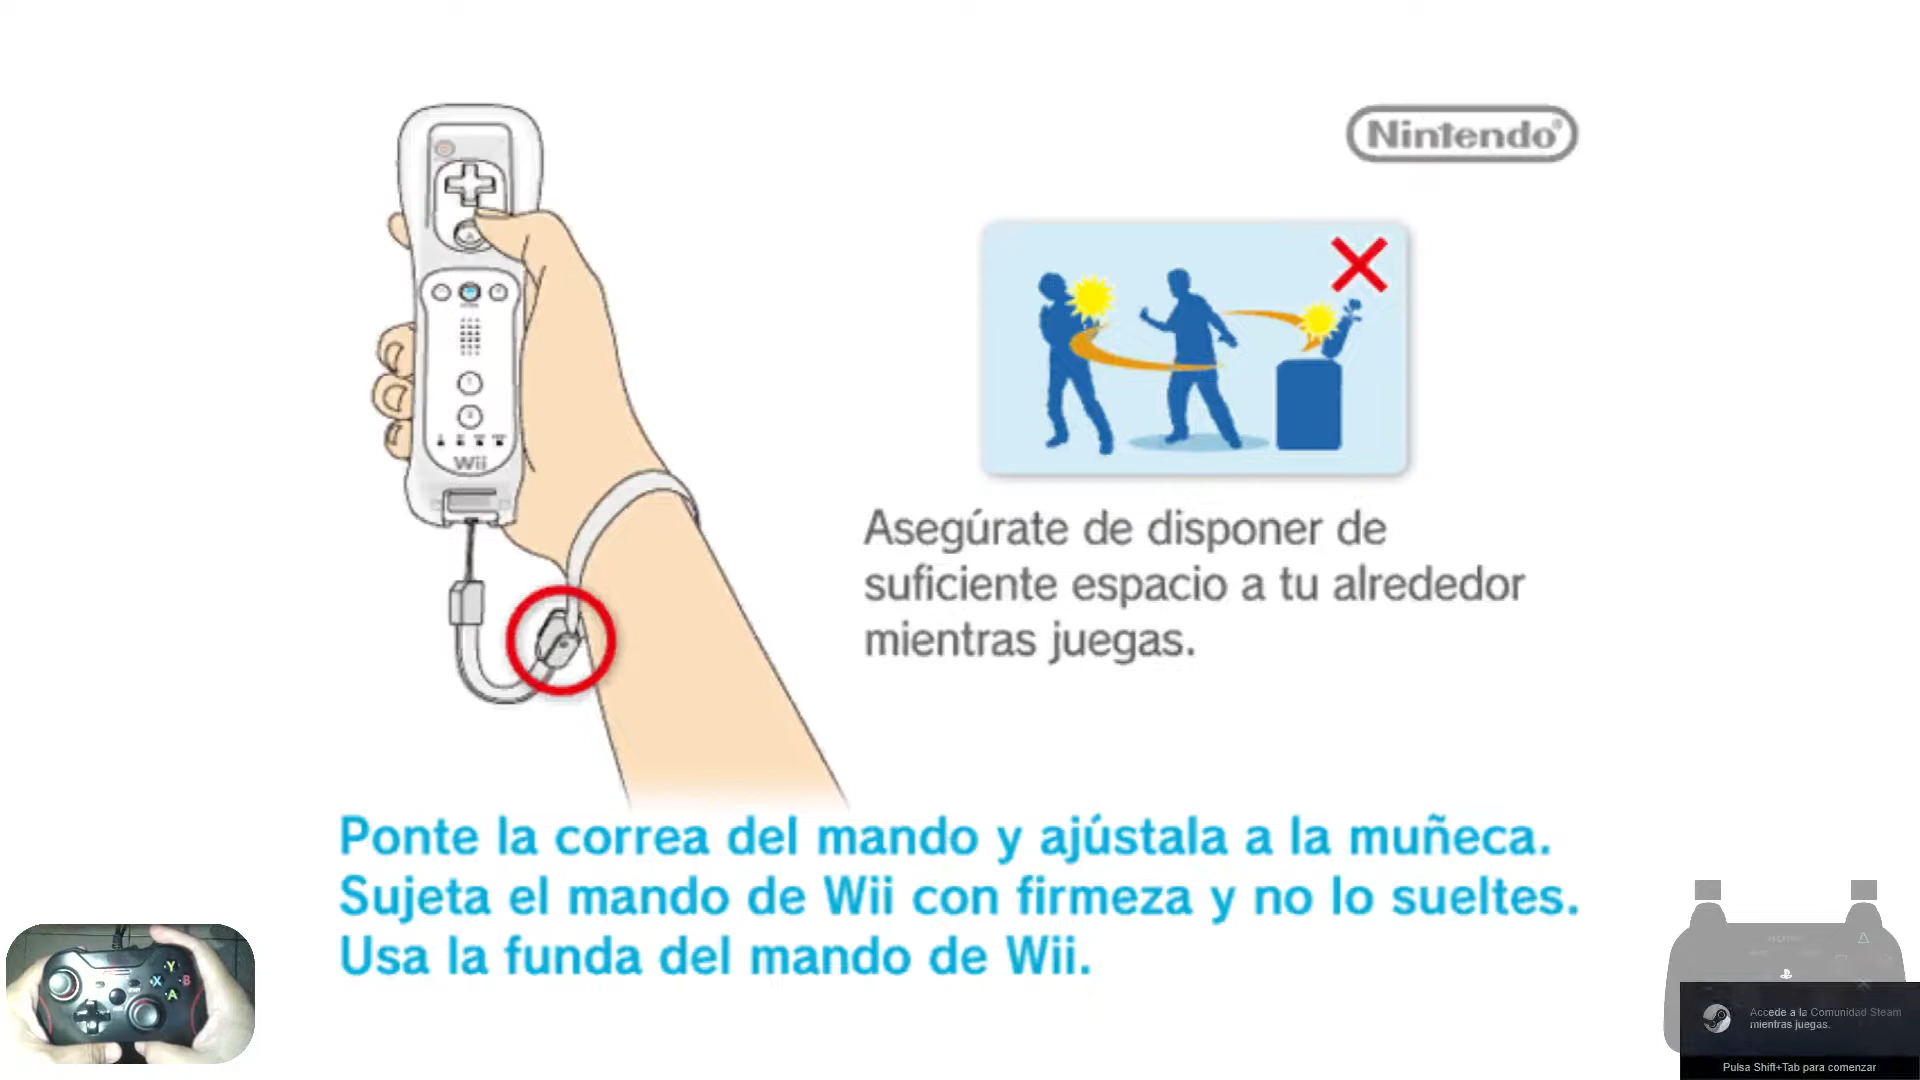 Nintendo®
Wii
Asegúrate de disponer de
suficiente espacio a tu alrededor
mientras juegas.
Ponte la correa del mando y ajústala a la muñeca.
Sujeta el mando de Wii con firmeza y no lo sueltes.
Usa la funda del mando de Wii.
Y
X
B
A
Accede a la Comunidad Steam
mientras juegas.
Pulsa Shift+Tab para comenzar